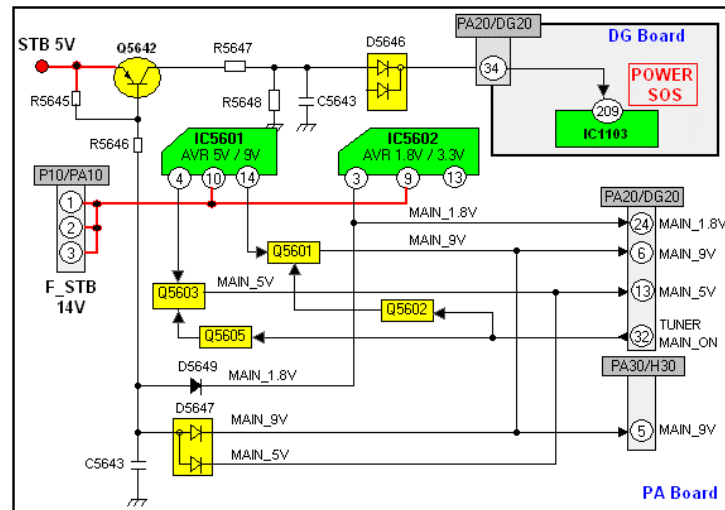 PA20/DG20
DG Board
STB 5V
Q5642
R5647
D5646
R5645
R5648
C5643
34
POWER
SOS
209
IC1103
R5646
IC5601
AVR 5V / 9V
IC5602
AVR 1.8V / 3.3V
4
10
14
3
9
13
P10/PA10
1
2
3
F_STB
14V
PA20/DG20
MAIN_1.8V
24
MAIN_1.8V
MAIN_9V
6
MAIN_9V
Q5601
Q5603
MAIN_5V
13
MAIN_5V
Q5602
Q5605
32
TUNER
MAIN_ON
D5649
MAIN_1.8V
PA30/H30
D5647
MAIN_9V
5
MAIN_9V
MAIN_5V
C5643
PA Board